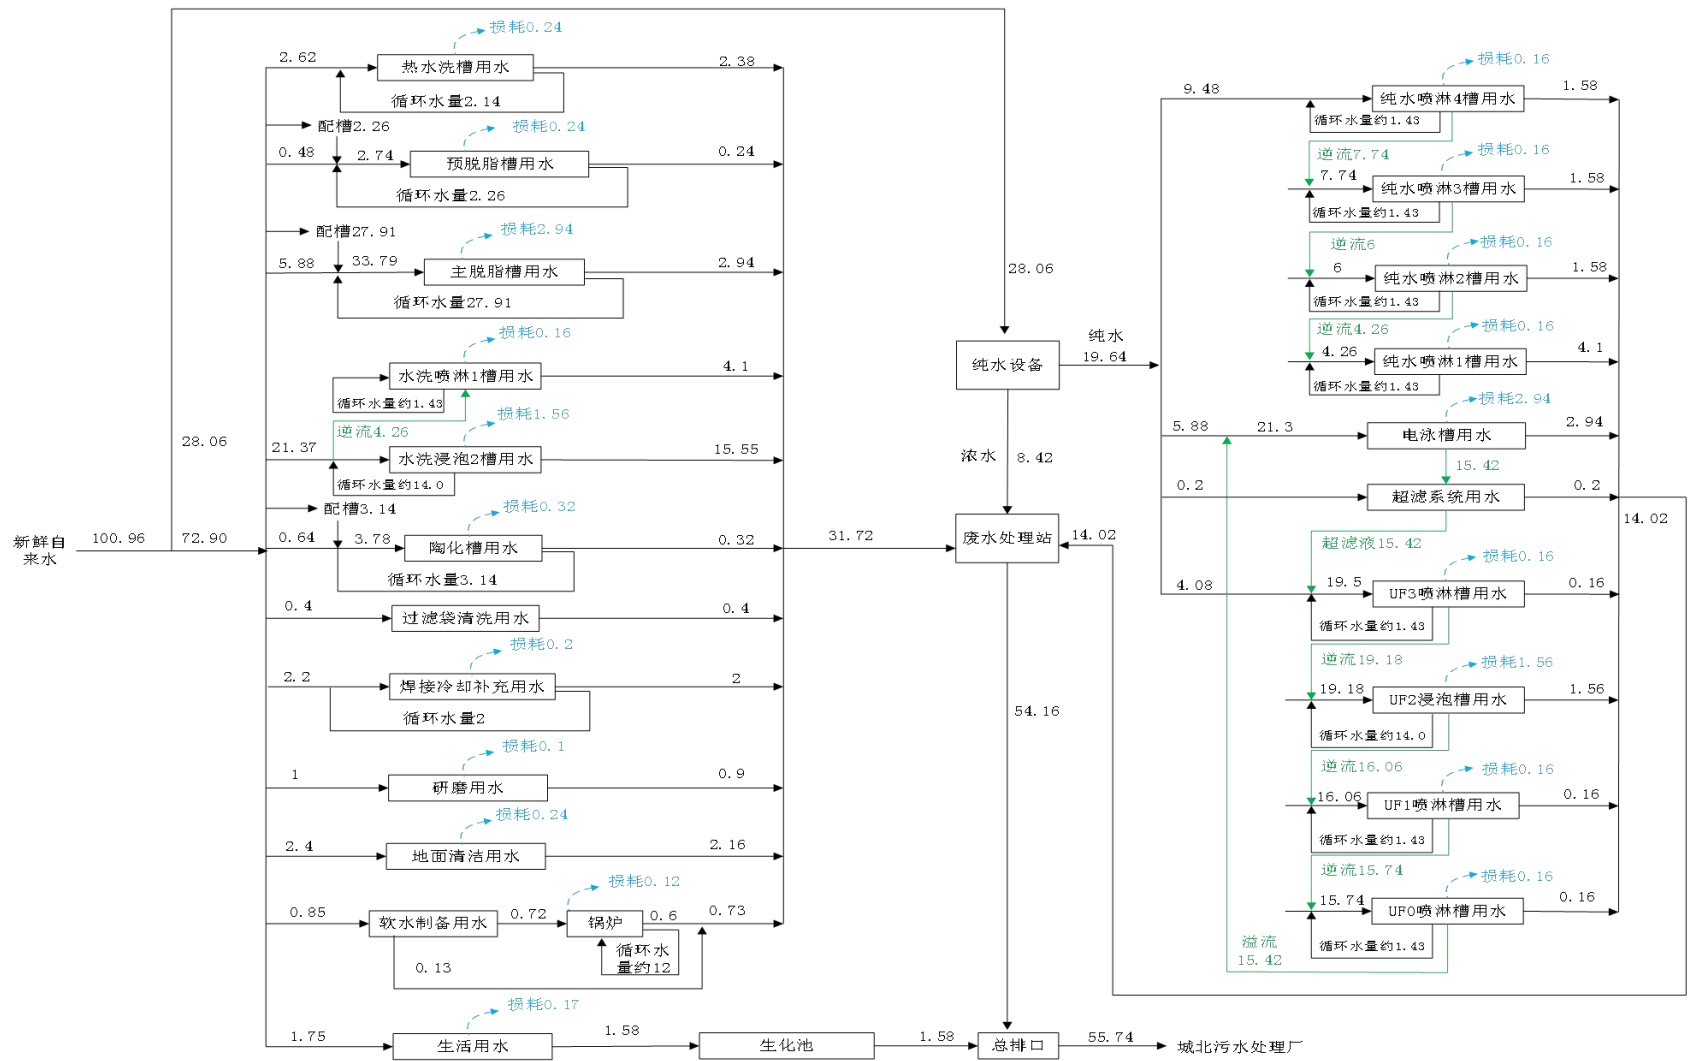 新鲜自
来水
100.96
72.90
28.06
28.06
2.62
热水洗槽用水
损耗0.24
循环水量2.14
2.38
配槽2.26
0.48
2.74
预脱脂槽用水
损耗0.24
循环水量2.26
0.24
配槽27.91
5.88
33.79
主脱脂槽用水
损耗2.94
循环水量27.91
2.94
水洗喷淋1槽用水
损耗0.16
循环水量约1.43
4.1
逆流4.26
21.37
水洗浸泡2槽用水
损耗1.56
循环水量约14.0
15.55
配槽3.14
0.64
3.78
陶化槽用水
损耗0.32
循环水量3.14
0.32
0.4
过滤袋清洗用水
0.4
2.2
焊接冷却补充用水
损耗0.2
循环水量2
2
1
研磨用水
损耗0.1
0.9
2.4
地面清洁用水
损耗0.24
2.16
0.85
软水制备用水
0.72
锅炉
损耗0.12
0.6
循环水
量约12
0.13
0.73
1.75
生活用水
损耗0.17
1.58
生化池
1.58
总排口
55.74
城北污水处理厂
31.72
纯水设备
纯水
19.64
浓水
8.42
废水处理站
14.02
54.16
9.48
纯水喷淋4槽用水
损耗0.16
循环水量约1.43
1.58
逆流7.74
7.74
纯水喷淋3槽用水
损耗0.16
循环水量约1.43
1.58
逆流6
6
纯水喷淋2槽用水
损耗0.16
循环水量约1.43
1.58
逆流4.26
4.26
纯水喷淋1槽用水
损耗0.16
循环水量约1.43
4.1
5.88
21.3
电泳槽用水
损耗2.94
2.94
15.42
0.2
超滤系统用水
0.2
14.02
超滤液15.42
4.08
19.5
UF3喷淋槽用水
损耗0.16
循环水量约1.43
0.16
逆流19.18
19.18
UF2浸泡槽用水
损耗1.56
循环水量约14.0
1.56
逆流16.06
16.06
UF1喷淋槽用水
损耗0.16
循环水量约1.43
0.16
逆流15.74
15.74
UF0喷淋槽用水
损耗0.16
循环水量约1.43
0.16
溢流
15.42